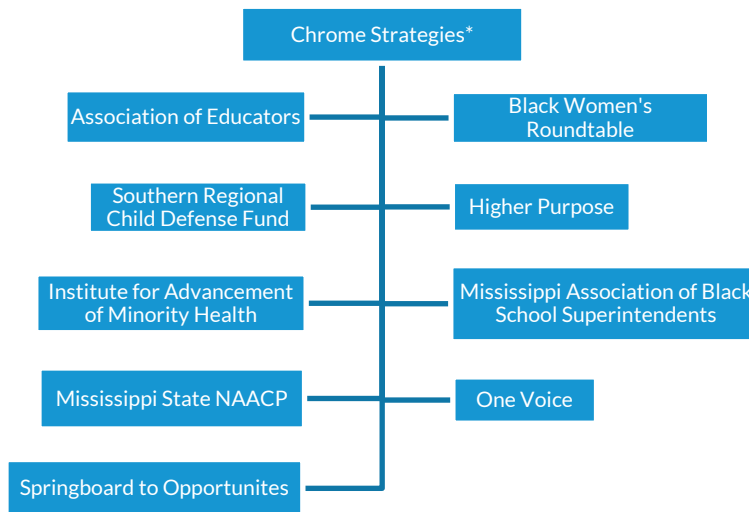 Chrome Strategies*
Association of Educators
Black Women's
Roundtable
Southern Regional
Child Defense Fund
Higher Purpose
Institute for Advancement
of Minority Health
Mississippi Association of Black
School Superintendents
Mississippi State NAACP
One Voice
Springboard to Opportunites